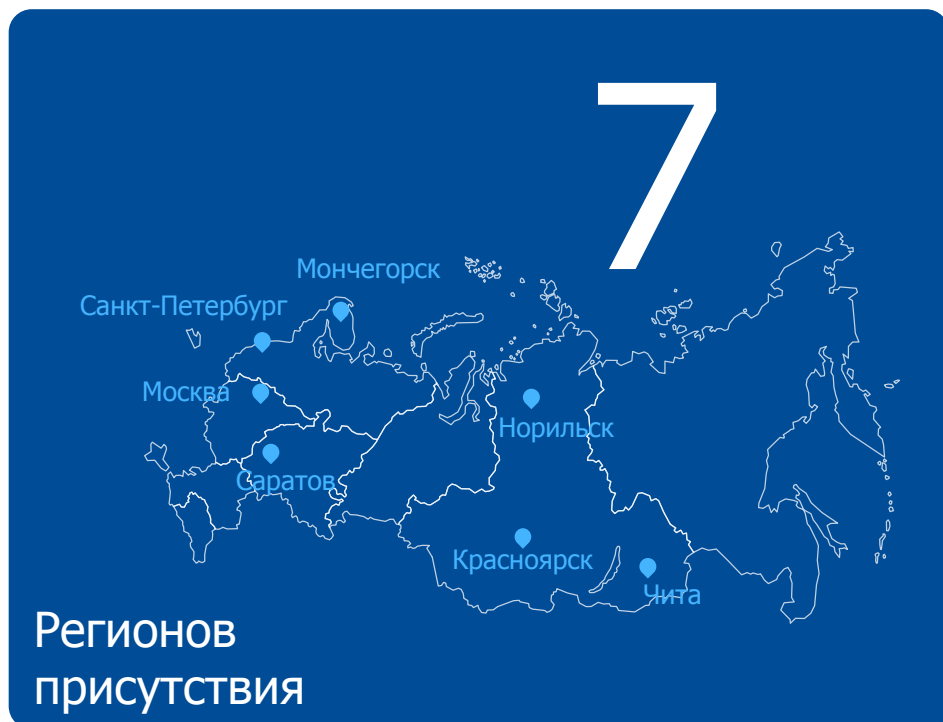 7
Мончегорск
Санкт-Петербург
Москва
Норильск
Саратов
Красноярск
Чита
Регионов
присутствия